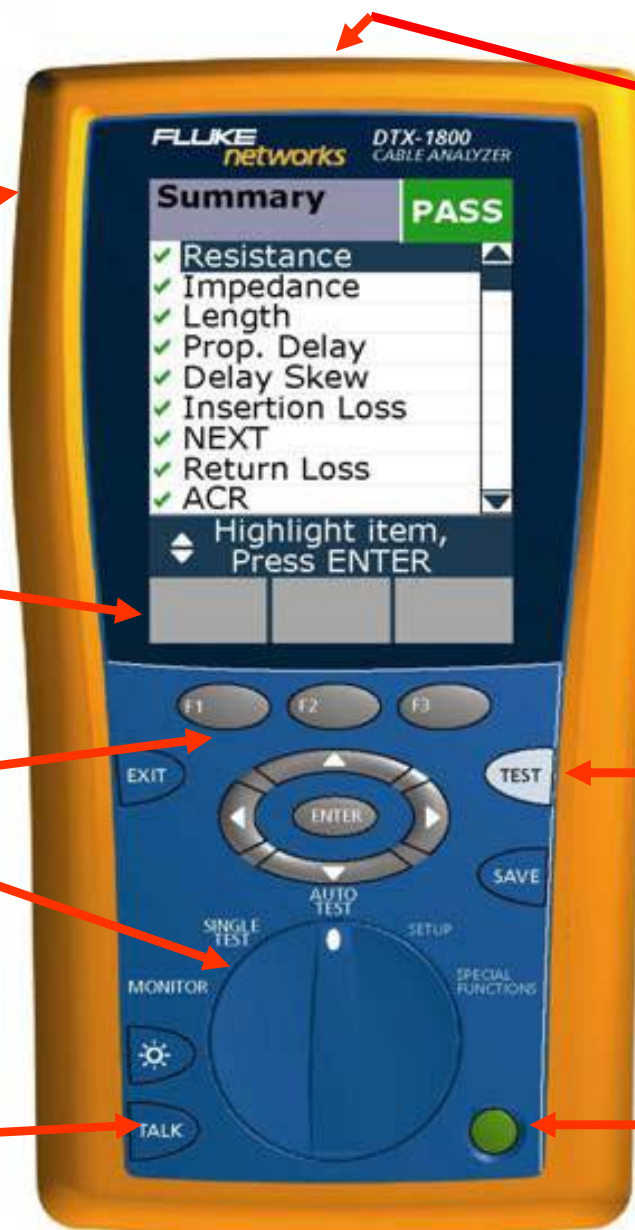 FLUKE networks
DTX-1800
CABLE ANALYZER
Summary
PASS
✓ Resistance
✓ Impedance
✓ Length
✓ Prop. Delay
✓ Delay Skew
✓ Insertion Loss
✓ NEXT
✓ Return Loss
✓ ACR
Highlight item,
Press ENTER
F1 F2 F3
EXIT
TEST
ENTER
SAVE
AUTO
TEST
SINGLE
TEST
SETUP
MONITOR
SPECIAL
FUNCTIONS
TALK